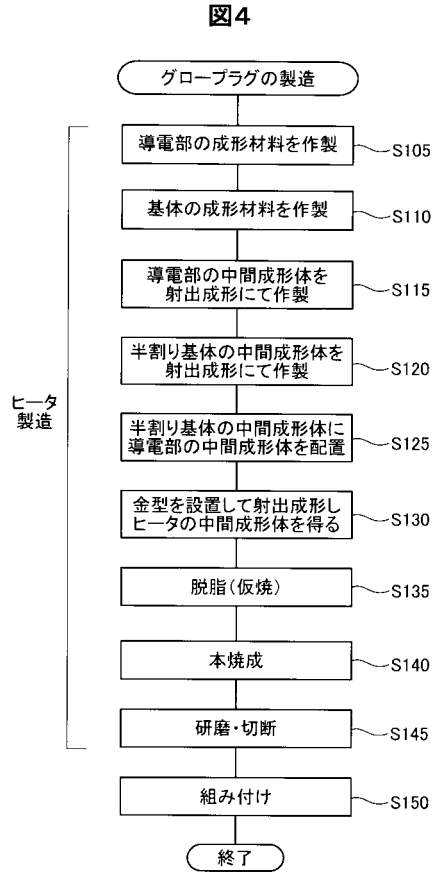 図4
グロープラグの製造
導電部の成形材料を作製
S105
基体の成形材料を作製
S110
導電部の中間成形体を
射出成形にて作製
S115
半割り基体の中間成形体を
射出成形にて作製
S120
ヒータ
製造
半割り基体の中間成形体に
導電部の中間成形体を配置
S125
金型を設置して射出成形し
ヒータの中間成形体を得る
S130
脱脂(仮焼)
S135
本焼成
S140
研磨・切断
S145
組み付け
S150
終了